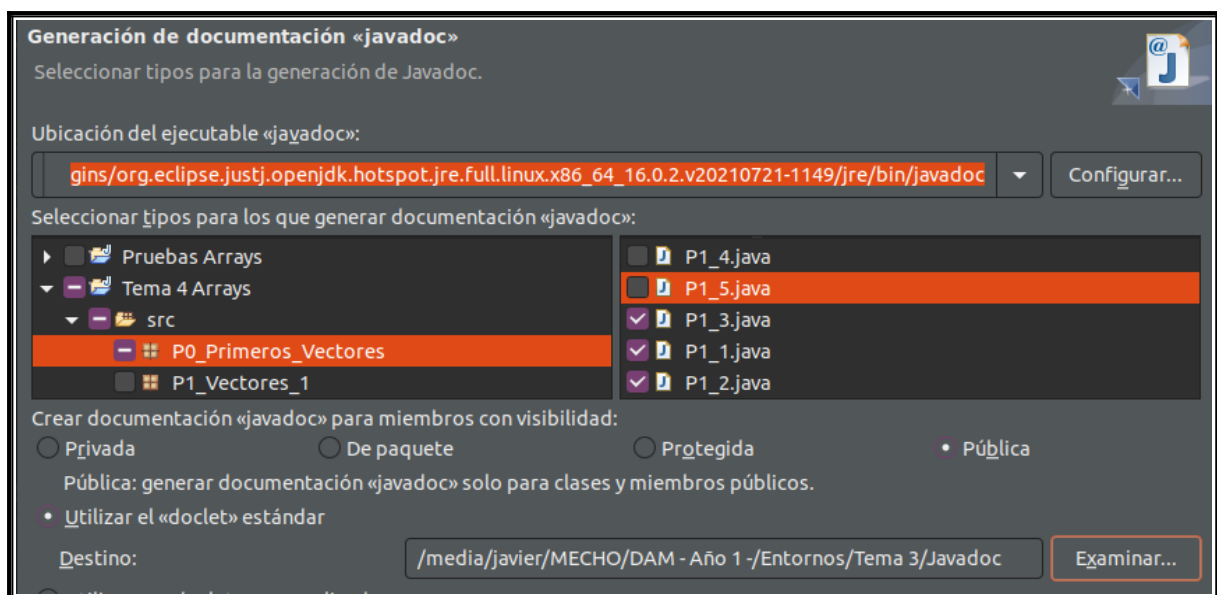 Generación de documentación «javadoc»
Seleccionar tipos para la generación de Javadoc.
@
J
Ubicación del ejecutable «javadoc»:
gins/org.eclipse.justj.openjdk.hotspot.jre.full.linux.x86_64_16.0.2.v20210721-1149/jre/bin/javadoc
Configurar...
Seleccionar tipos para los que generar documentación «javadoc»:
Pruebas Arrays
Tema 4 Arrays
src
P0_Primeros_Vectores
P1_Vectores_1
P1_4.java
P1_5.java
P1_3.java
P1_1.java
P1_2.java
Crear documentación «javadoc» para miembros con visibilidad:
Privada De paquete Protegida Pública
Pública: generar documentación «javadoc» solo para clases y miembros públicos.
Utilizar el «doclet» estándar
Destino: /media/javier/MECHO/DAM - Año 1 -/Entornos/Tema 3/Javadoc Examinar...